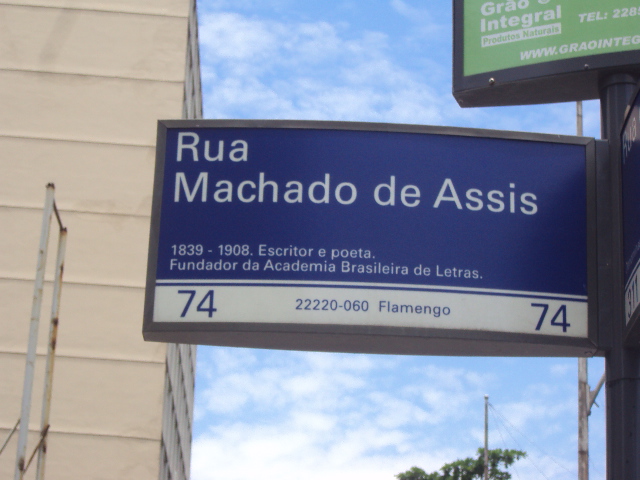 Grão e
Integral
Produtos Naturais
TEL: 228
WWW.GRAOINTEG
Rua
Machado de Assis
1839 - 1908. Escritor e poeta.
Fundador da Academia Brasileira de Letras.
74 22220-060 Flamengo 74